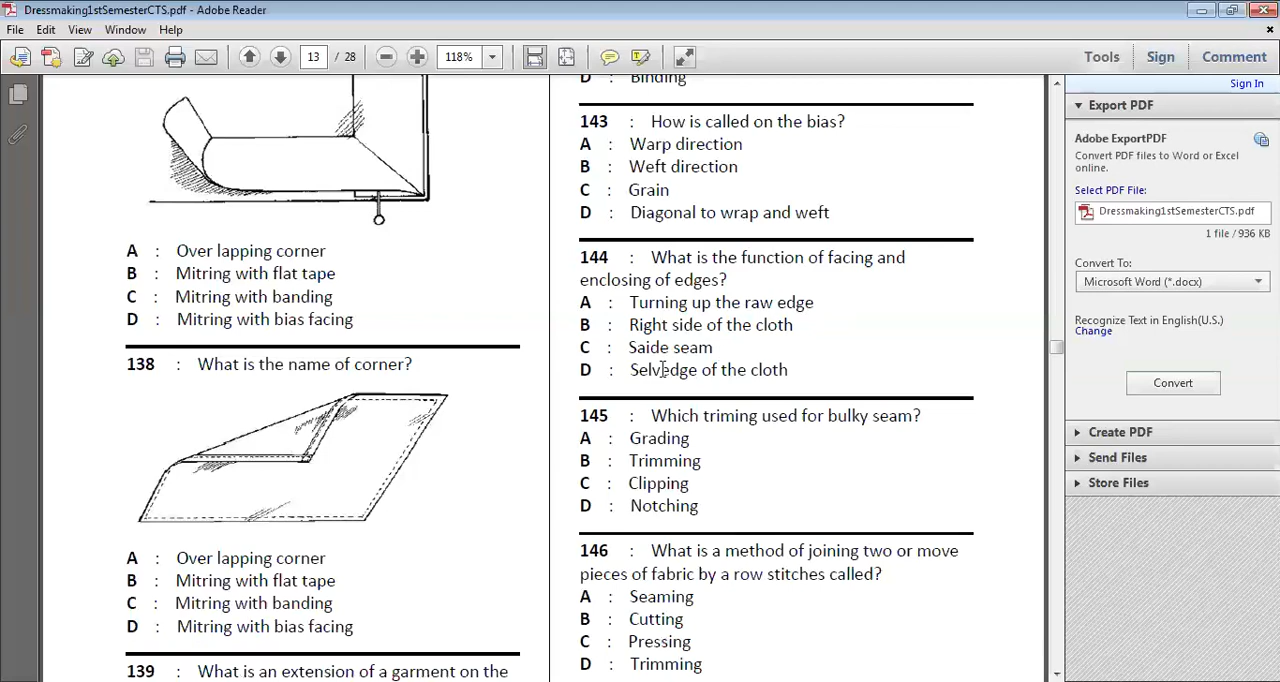 Dressmaking1stSemesterCTS.pdf - Adobe Reader
File Edit View Window Help
13 / 28 118% Tools Sign Comment
A : Over lapping corner
B : Mitring with flat tape
C : Mitring with banding
D : Mitring with bias facing
138 : What is the name of corner?
A : Over lapping corner
B : Mitring with flat tape
C : Mitring with banding
D : Mitring with bias facing
139 : What is an extension of a garment on the
D : Binding
143 : How is called on the bias?
A : Warp direction
B : Weft direction
C : Grain
D : Diagonal to wrap and weft
144 : What is the function of facing and
enclosing of edges?
A : Turning up the raw edge
B : Right side of the cloth
C : Saide seam
D : Selvedge of the cloth
145 : Which triming used for bulky seam?
A : Grading
B : Trimming
C : Clipping
D : Notching
146 : What is a method of joining two or move
pieces of fabric by a row stitches called?
A : Seaming
B : Cutting
C : Pressing
D : Trimming
Sign In
Export PDF
Adobe ExportPDF
Convert PDF files to Word or Excel
online.
Select PDF File:
Dressmaking1stSemesterCTS.pdf
1 file / 936 KB
Convert To:
Microsoft Word (*.docx)
Recognize Text in English(U.S.)
Change
Convert
Create PDF
Send Files
Store Files